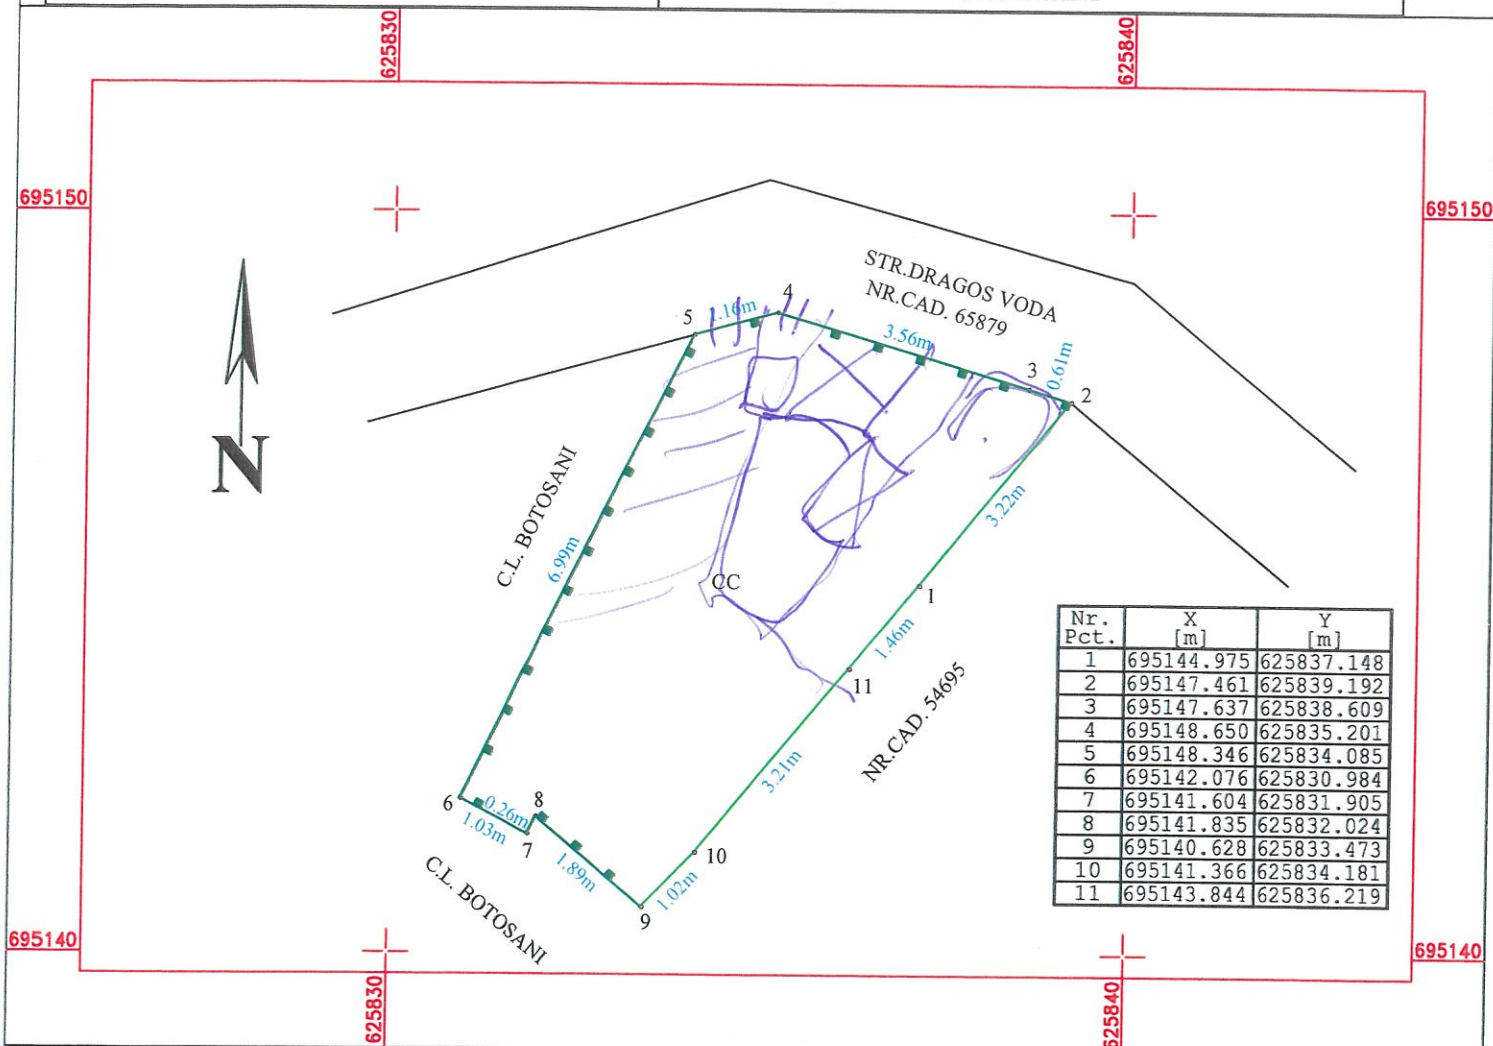 625830
625840
695150
695150
STR.DRAGOS VODA
NR.CAD. 65879
4
1.16m
5
3.56m
3
0.61m
2
N
C.L. BOTOSANI
6.99m
3.22m
CC
1
1.46m
11
NR.CAD. 54695
3.21m
6
0.26m
8
1.03m
7
1.89m
10
1.02m
9
C.L. BOTOSANI
Nr. Pct. X [m] Y [m]
1 695144.975 625837.148
2 695147.461 625839.192
3 695147.637 625838.609
4 695148.650 625835.201
5 695148.346 625834.085
6 695142.076 625830.984
7 695141.604 625831.905
8 695141.835 625832.024
9 695140.628 625833.473
10 695141.366 625834.181
11 695143.844 625836.219
695140
695140
625830
625840